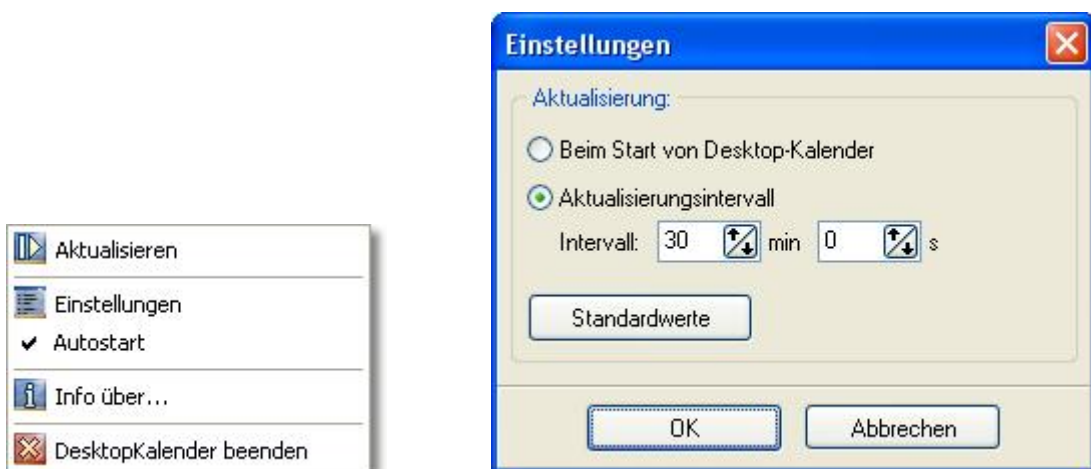 Aktualisieren
Einstellungen
Autostart
Info über...
DesktopKalender beenden
Einstellungen
Aktualisierung:
Beim Start von Desktop-Kalender
Aktualisierungsintervall
Intervall: 30 min 0 s
Standardwerte
OK Abbrechen